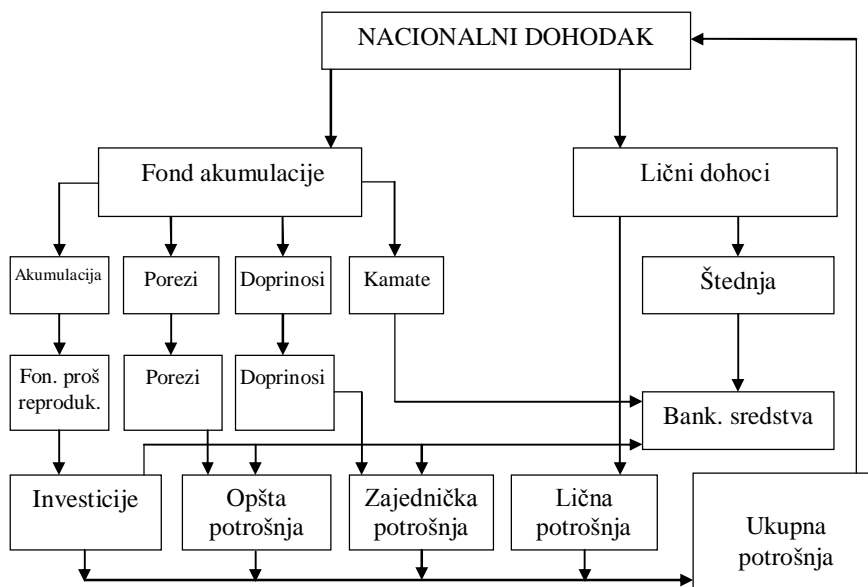 NACIONALNI DOHODAK
Fond akumulacije
Lični dohoci
Akumulacija
Porezi
Doprinosi
Kamate
Štednja
Fon. proš
reproduk.
Porezi
Doprinosi
Bank. sredstva
Investicije
Opšta
potrošnja
Zajednička
potrošnja
Lična
potrošnja
Ukupna
potrošnja